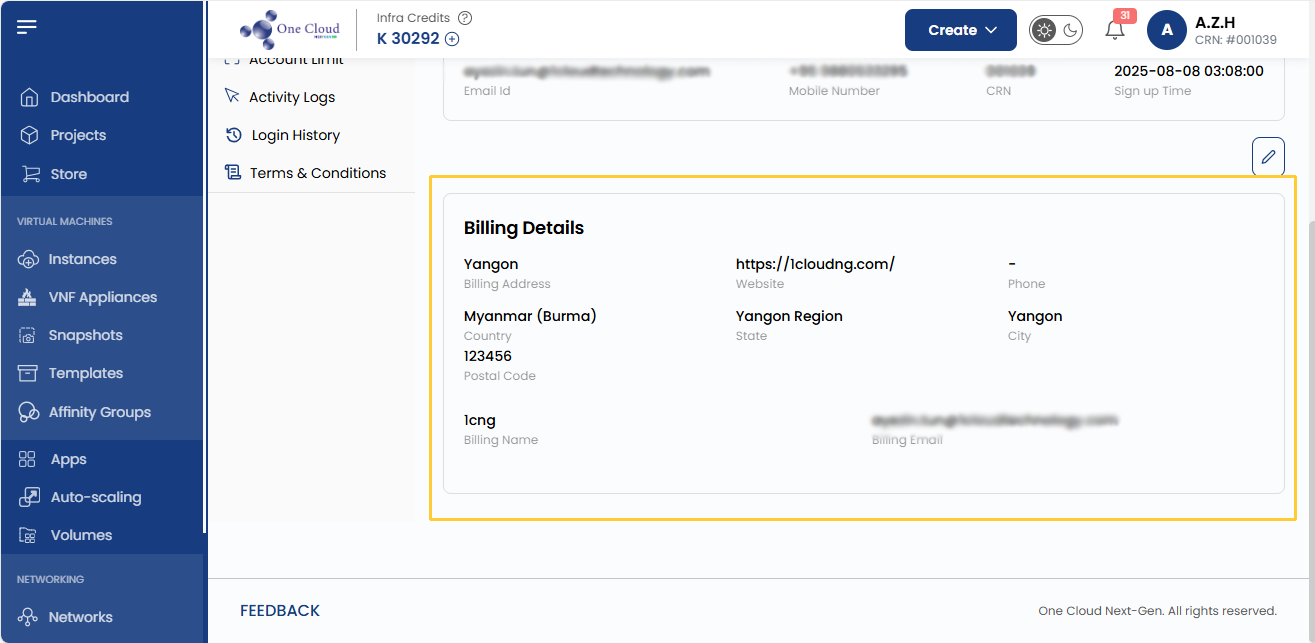 One Cloud
NEXT-GEN
Infra Credits
K 30292
Create
31
A
A.Z.H
CRN: #001039
Dashboard
Projects
Store
VIRTUAL MACHINES
Instances
VNF Appliances
Snapshots
Templates
Affinity Groups
Apps
Auto-scaling
Volumes
NETWORKING
Networks
Account Limit
Activity Logs
Login History
Terms & Conditions
Email Id
Mobile Number
CRN
2025-08-08 03:08:00
Sign up Time
Billing Details
Yangon
Billing Address
https://1cloudng.com/
Website
-
Phone
Myanmar (Burma)
Country
Yangon Region
State
Yangon
City
123456
Postal Code
1cng
Billing Name
Billing Email
FEEDBACK
One Cloud Next-Gen. All rights reserved.